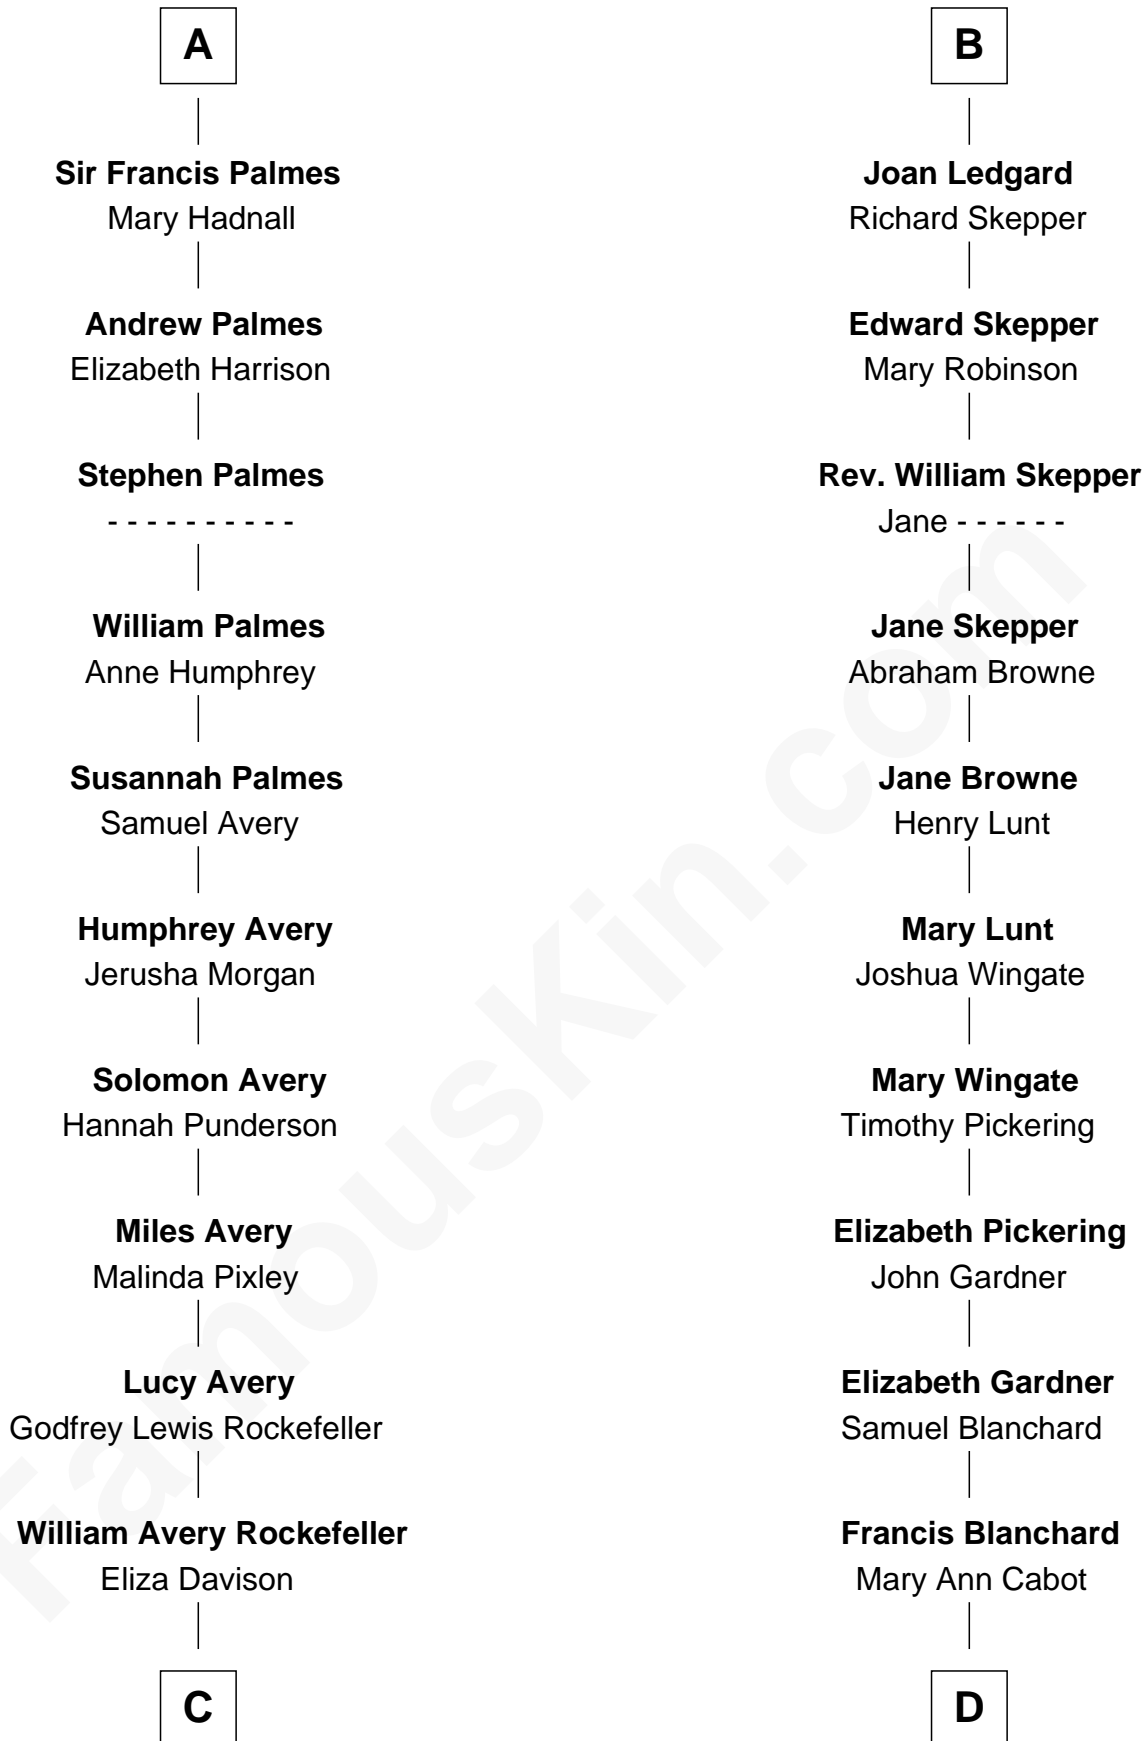 A
Sir Francis Palmes
Mary Hadnall
Andrew Palmes
Elizabeth Harrison
Stephen Palmes
- - - - - - - - - -
William Palmes
Anne Humphrey
Susannah Palmes
Samuel Avery
Humphrey Avery
Jerusha Morgan
Solomon Avery
Hannah Punderson
Miles Avery
Malinda Pixley
Lucy Avery
Godfrey Lewis Rockefeller
William Avery Rockefeller
Eliza Davison
C
B
Joan Ledgard
Richard Skepper
Edward Skepper
Mary Robinson
Rev. William Skepper
Jane - - - - - -
Jane Skepper
Abraham Browne
Jane Browne
Henry Lunt
Mary Lunt
Joshua Wingate
Mary Wingate
Timothy Pickering
Elizabeth Pickering
John Gardner
Elizabeth Gardner
Samuel Blanchard
Francis Blanchard
Mary Ann Cabot
D
FamousKin.com